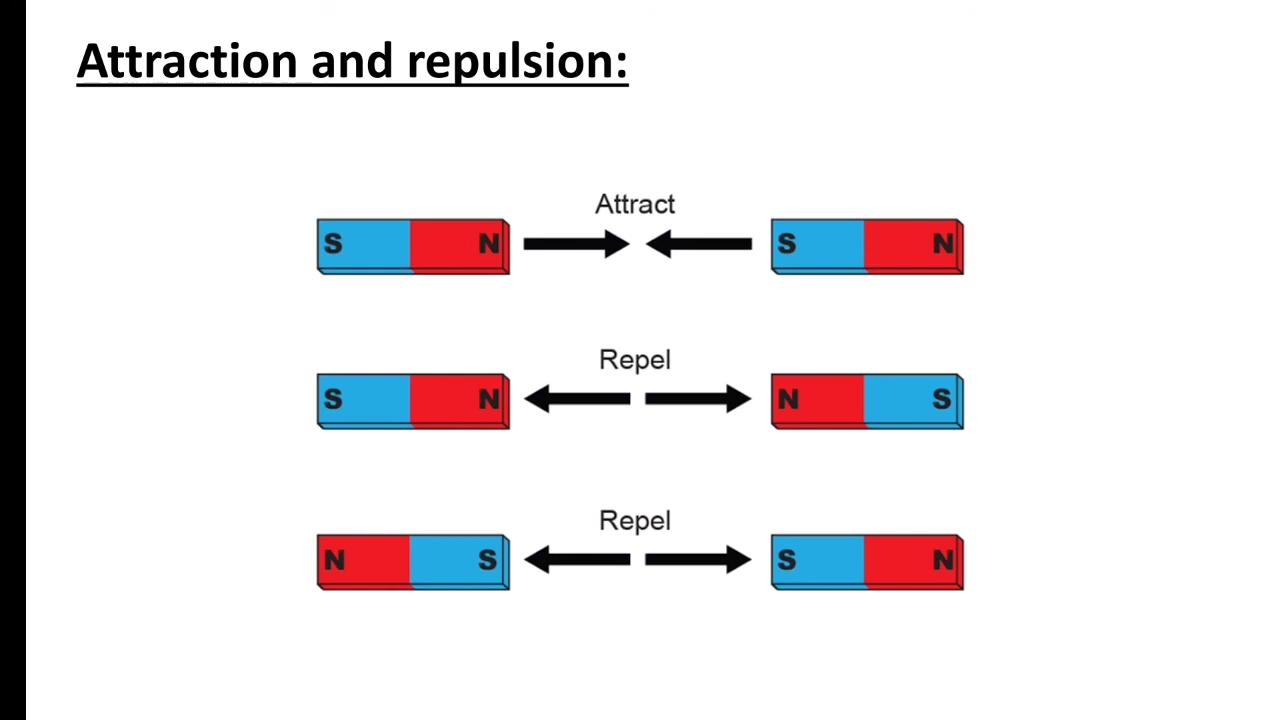 Attraction and repulsion:
Attract
S N S N
Repel
S N N S
Repel
N S S N